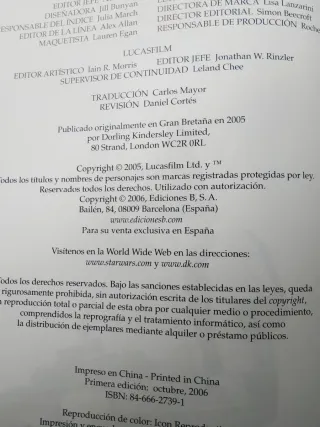 EDITOR JEFE
DIRECTORA DE MARCA Lisa Lanzarini
DISEÑADORA Jill Bunyan
DIRECTOR EDITORIAL Simon Beecroft
RESPONSABLE DEL ÍNDICE Julia March
RESPONSABLE DE PRODUCCIÓN
EDITOR DE LA LÍNEA Alex Allan
MAQUETISTA Lauren Egan
LUCASFILM
EDITOR ARTÍSTICO Iain R. Morris EDITOR JEFE Jonathan W. Rinzler
SUPERVISOR DE CONTINUIDAD Leland Chee
TRADUCCIÓN Carlos Mayor
REVISIÓN Daniel Cortés
Publicado originalmente en Gran Bretaña en 2005
por Dorling Kindersley Limited,
80 Strand, London WC2R 0RL
Copyright © 2005, Lucasfilm Ltd. y ™
Todos los títulos y nombres de personajes son marcas registradas protegidas por ley.
Reservados todos los derechos. Utilizado con autorización.
Copyright © 2006, Ediciones B, S. A.
Bailén, 84, 08009 Barcelona (España)
www.edicionesb.com
Para su venta exclusiva en España
Visítenos en la World Wide Web en las direcciones:
www.starwars.com y www.dk.com
Todos los derechos reservados. Bajo las sanciones establecidas en las leyes, queda
rigurosamente prohibida, sin autorización escrita de los titulares del copyright,
reproducción total o parcial de esta obra por cualquier medio o procedimiento,
comprendidos la reprografía y el tratamiento informático, así como
la distribución de ejemplares mediante alquiler o préstamo públicos.
Impreso en China - Printed in China
Primera edición: octubre, 2006
ISBN: 84-666-2739-1
Reproducción de color: Icon
Impresión y